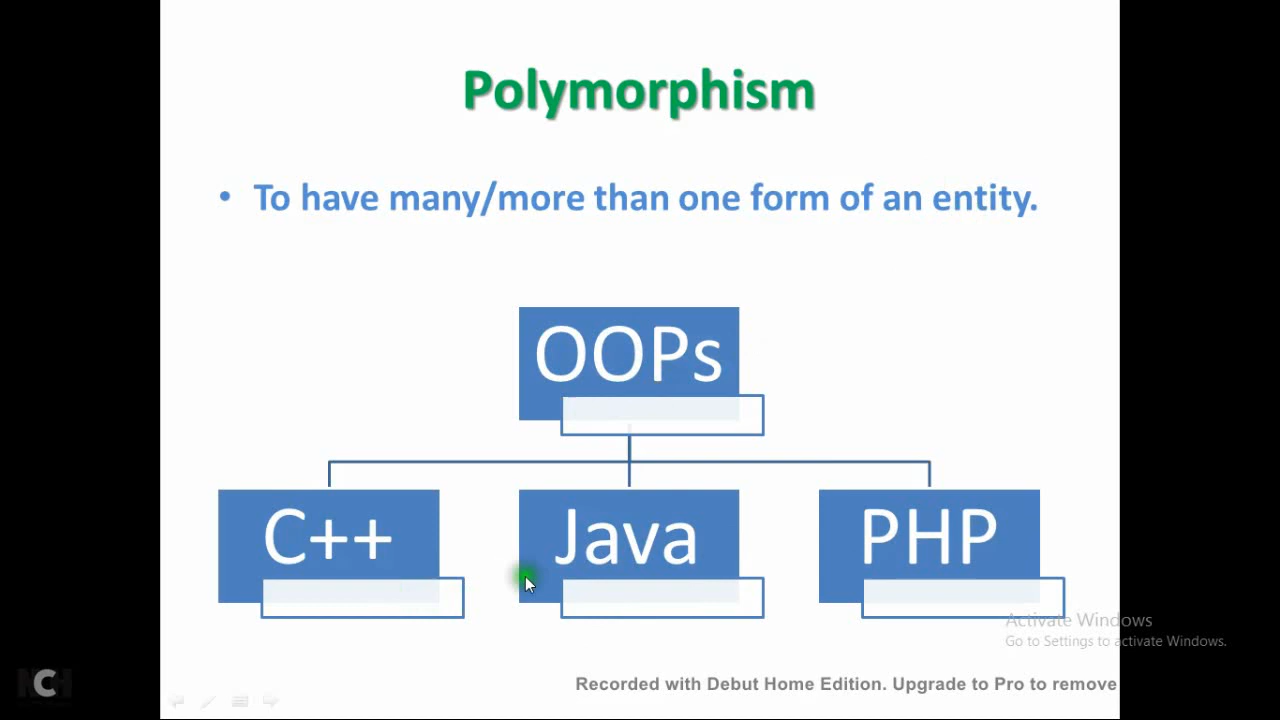 Polymorphism
• To have many/more than one form of an entity.
OOPs
C++ Java PHP
Activate Windows
Go to Settings to activate Windows.
NCH
Recorded with Debut Home Edition. Upgrade to Pro to remove